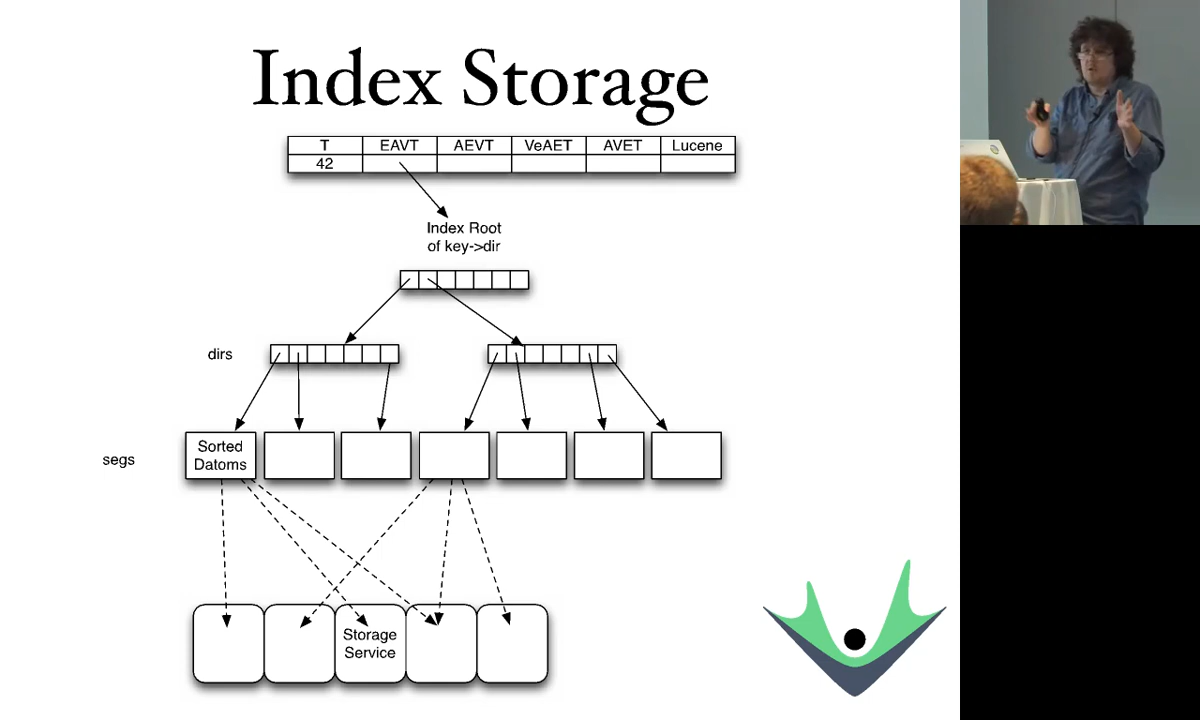 Index Storage
T EAVT AEVT VeAET AVET Lucene
42
Index Root
of key->dir
dirs
Sorted
Datoms
segs
Storage
Service